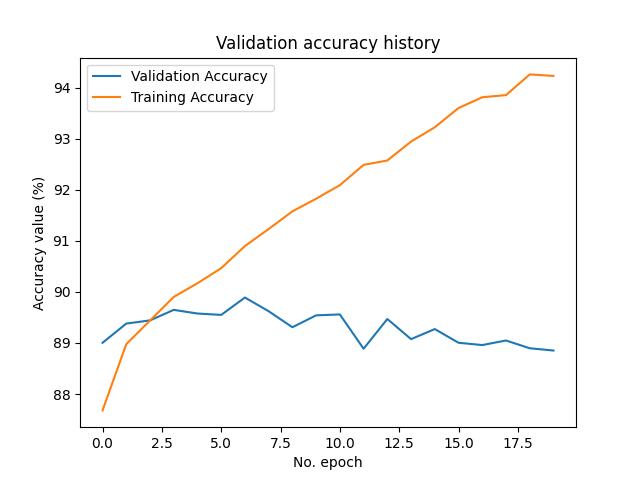 Validation accuracy history
Validation Accuracy
Training Accuracy
94
93
92
91
90
89
88
Accuracy value (%)
0.0 2.5 5.0 7.5 10.0 12.5 15.0 17.5
No. epoch